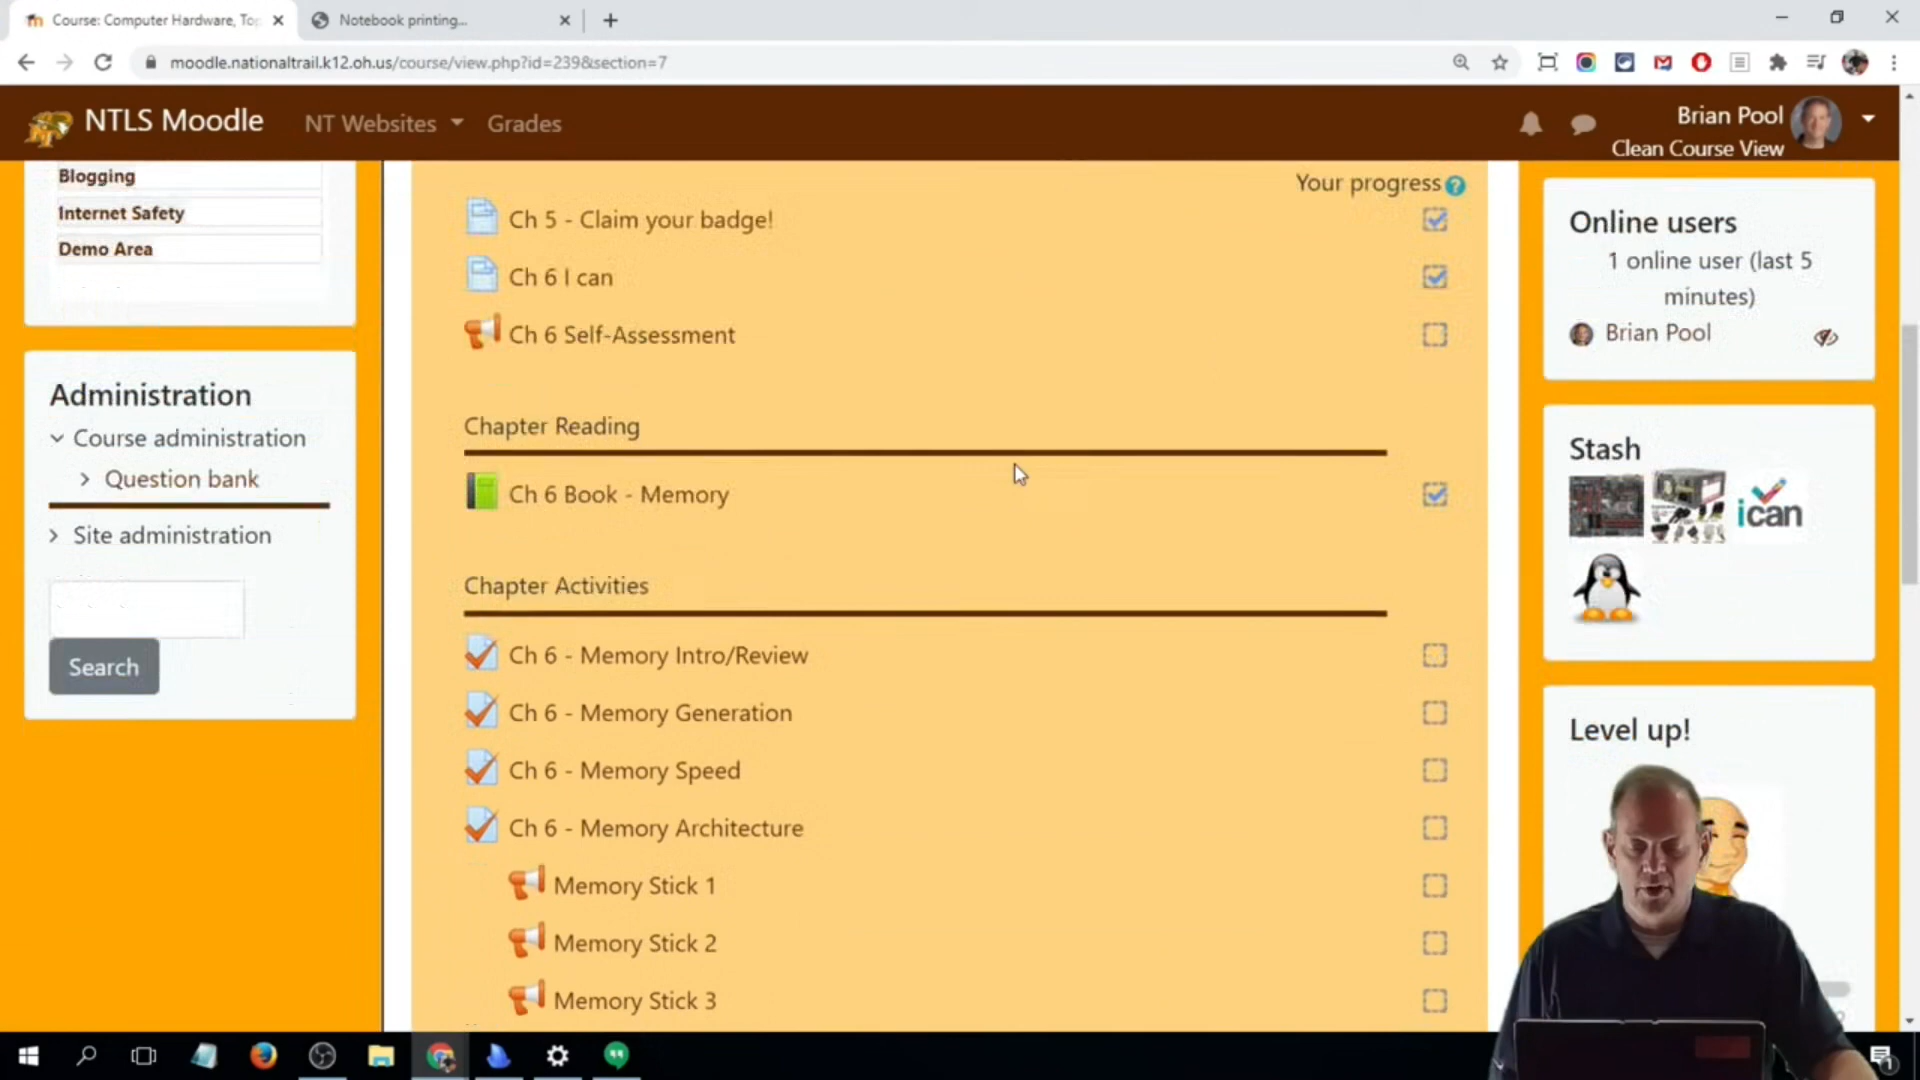 Course: Computer Hardware, To
Notebook printing...
moodle.nationaltrail.k12.oh.us/course/view.php?id=239&section=7
NTLS Moodle
NT Websites
Grades
Brian Pool
Clean Course View
Blogging
Internet Safety
Demo Area
Administration
Course administration
Question bank
Site administration
Search
Your progress
Ch 5 - Claim your badge!
Ch 6 I can
Ch 6 Self-Assessment
Chapter Reading
Ch 6 Book - Memory
Chapter Activities
Ch 6 - Memory Intro/Review
Ch 6 - Memory Generation
Ch 6 - Memory Speed
Ch 6 - Memory Architecture
Memory Stick 1
Memory Stick 2
Memory Stick 3
Online users
1 online user (last 5
minutes)
Brian Pool
Stash
ican
Level up!